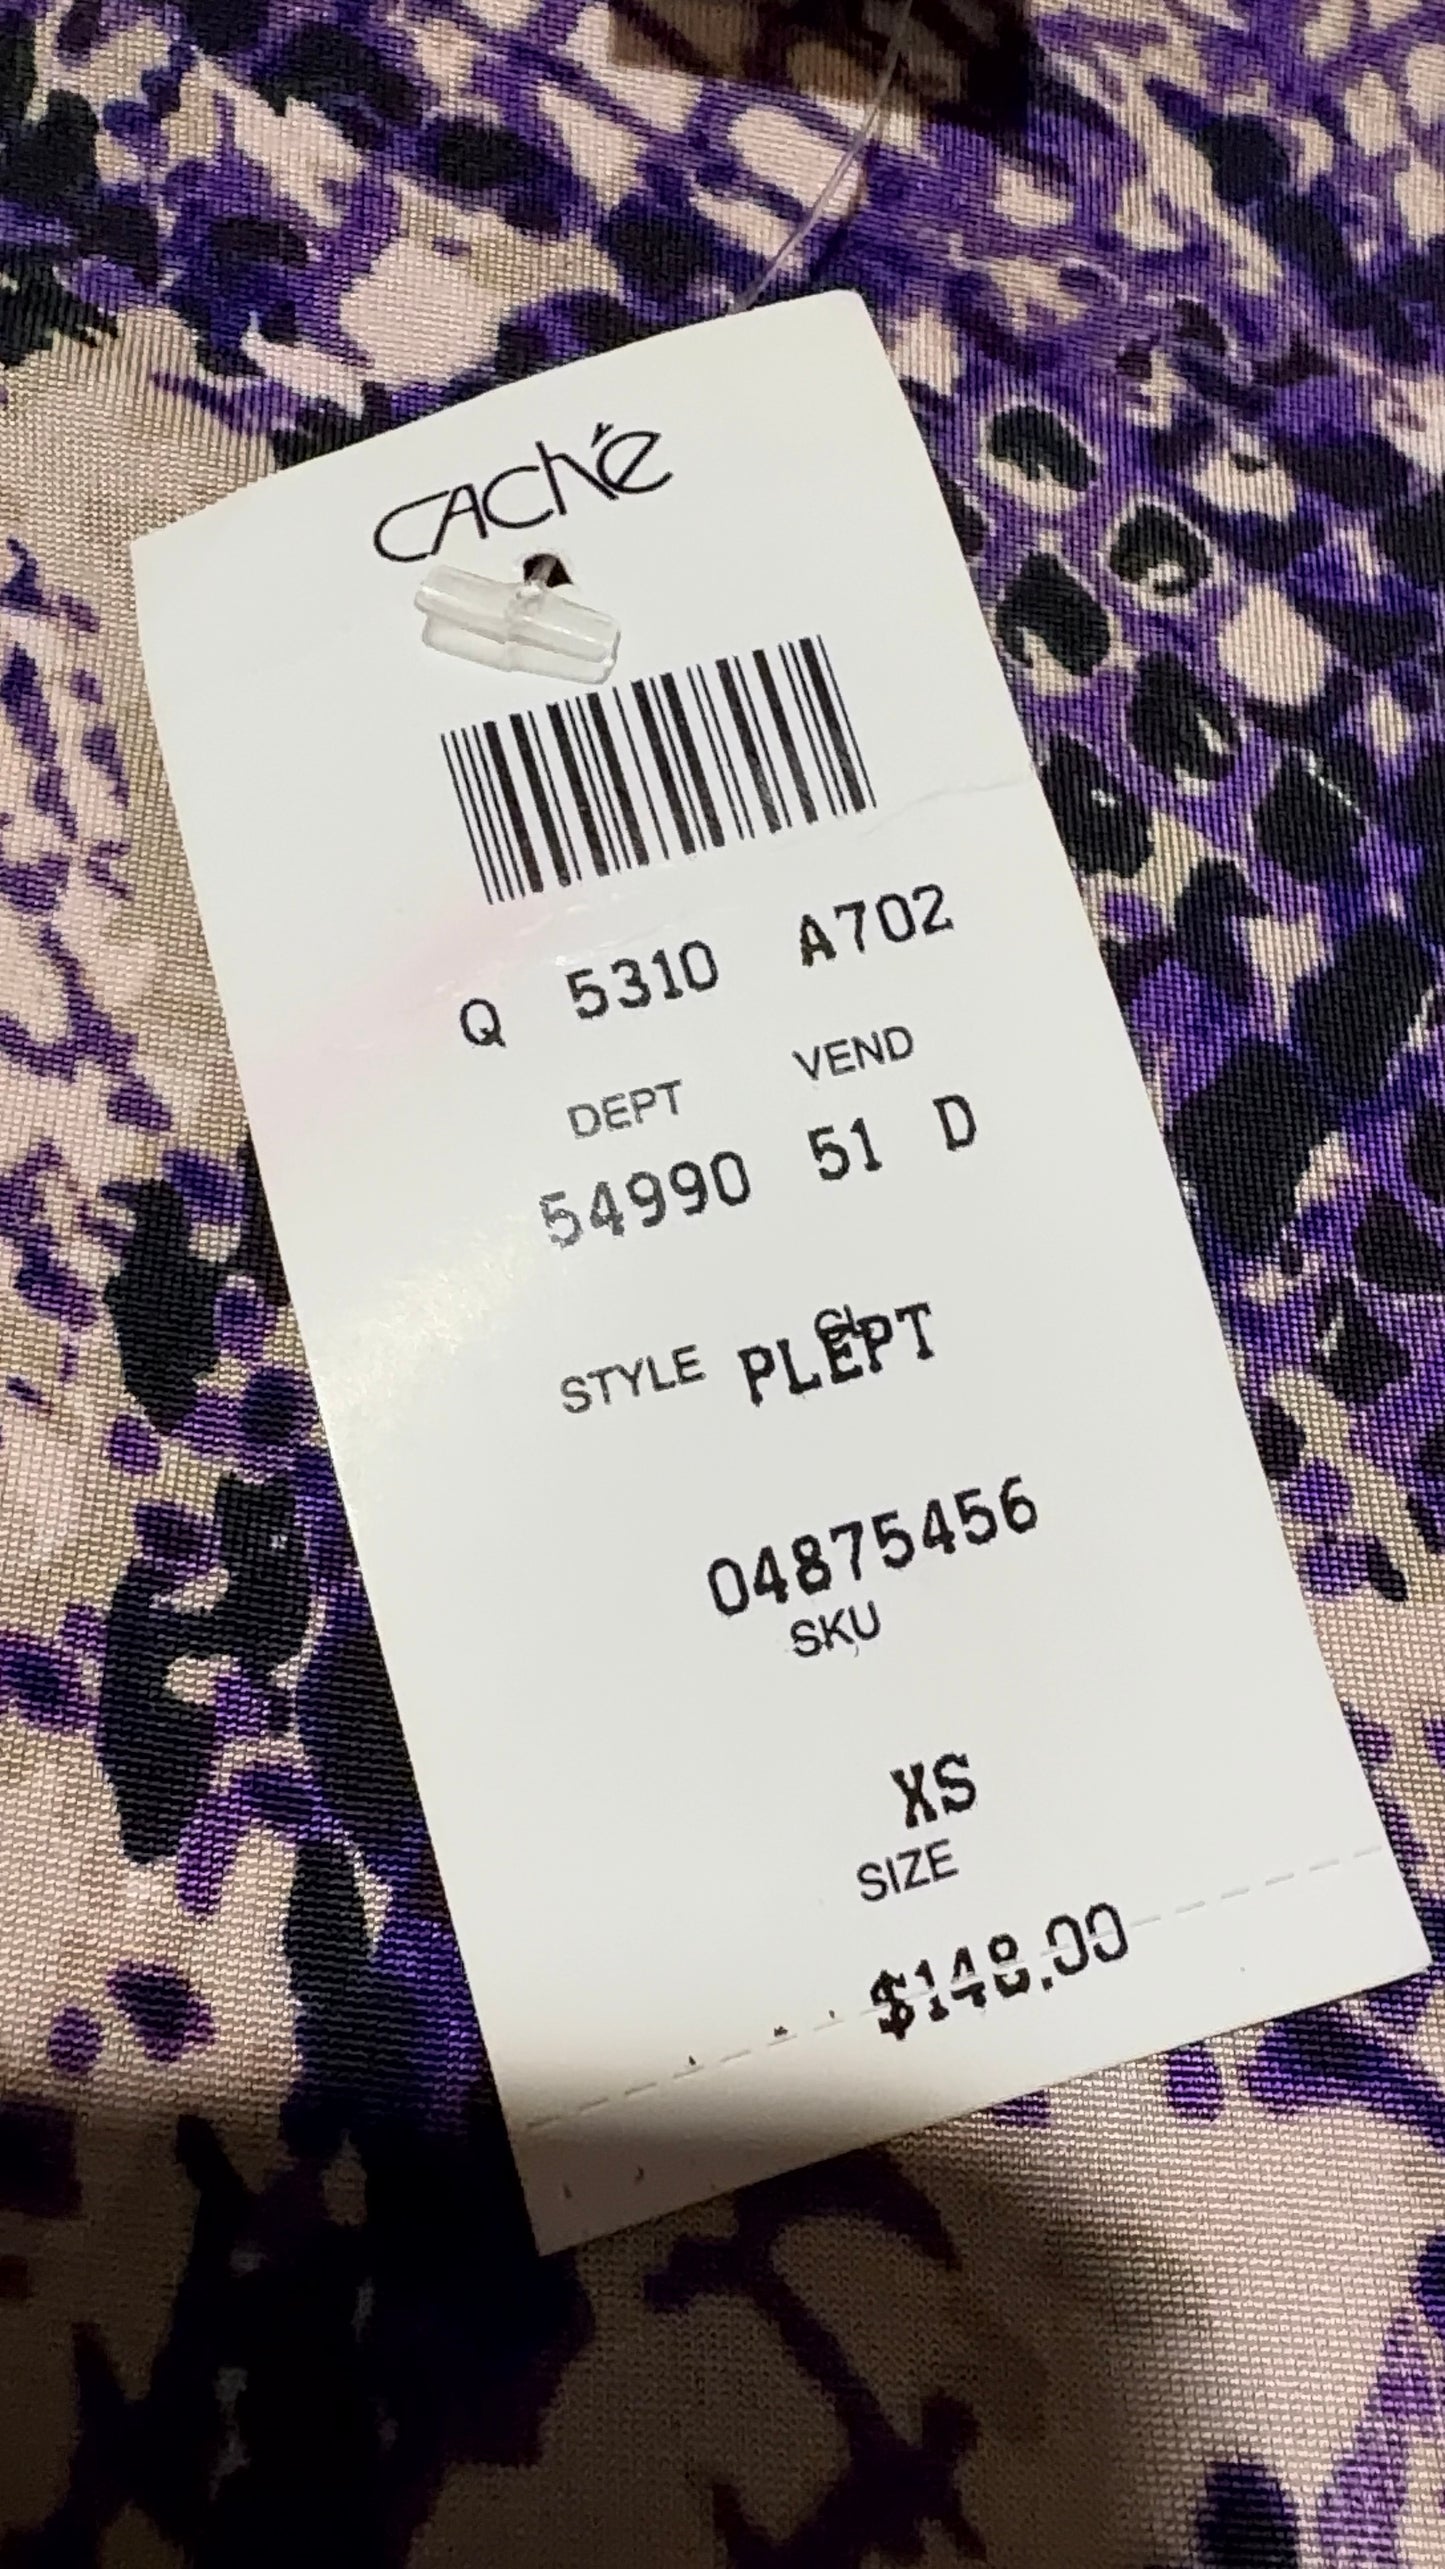 CACHÉ
Q 5310 A702
DEPT VEND
54990 51 D
STYLE PLEPT
04875456
SKU
XS
SIZE
$148.00